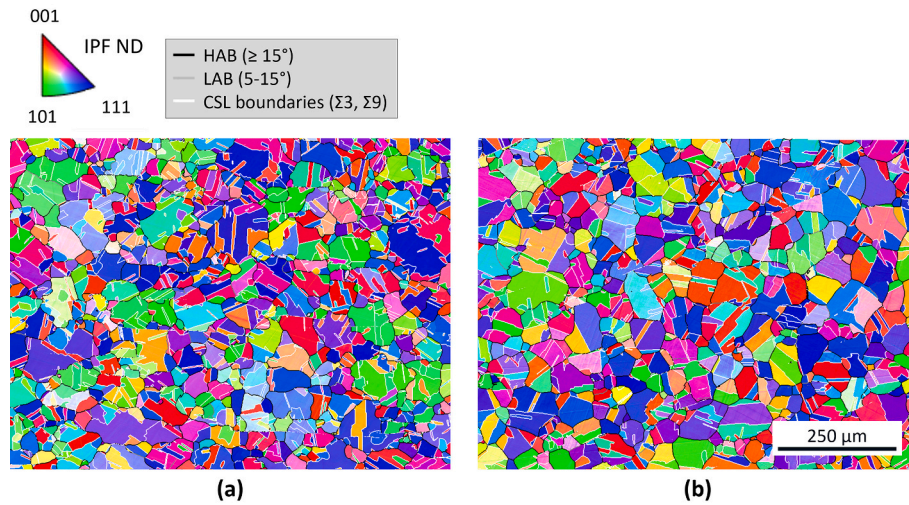 001
IPF ND
101
111
HAB (≥ 15°)
LAB (5-15°)
CSL boundaries (Σ3, Σ9)
250 µm
(a)
(b)